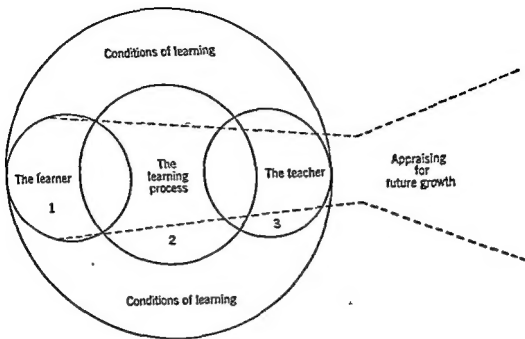 Conditions of learning
The learner
1
The
learning
process
2
The teacher
3
Appraising
for
future growth
Conditions of learning